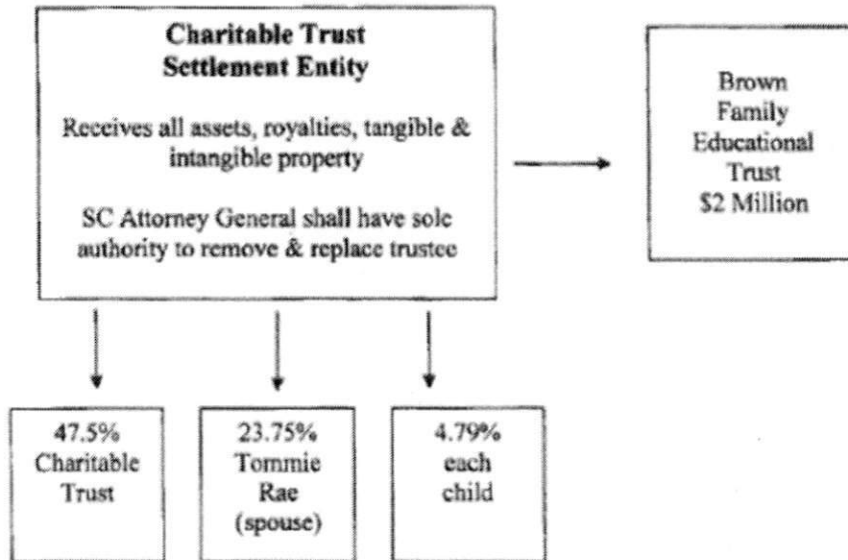 Charitable Trust
Settlement Entity
Receives all assets, royalties, tangible &
intangible property
SC Attorney General shall have sole
authority to remove & replace trustee
Brown
Family
Educational
Trust
$2 Million
47.5%
Charitable
Trust
23.75%
Tommie
Rae
(spouse)
4.79%
each
child